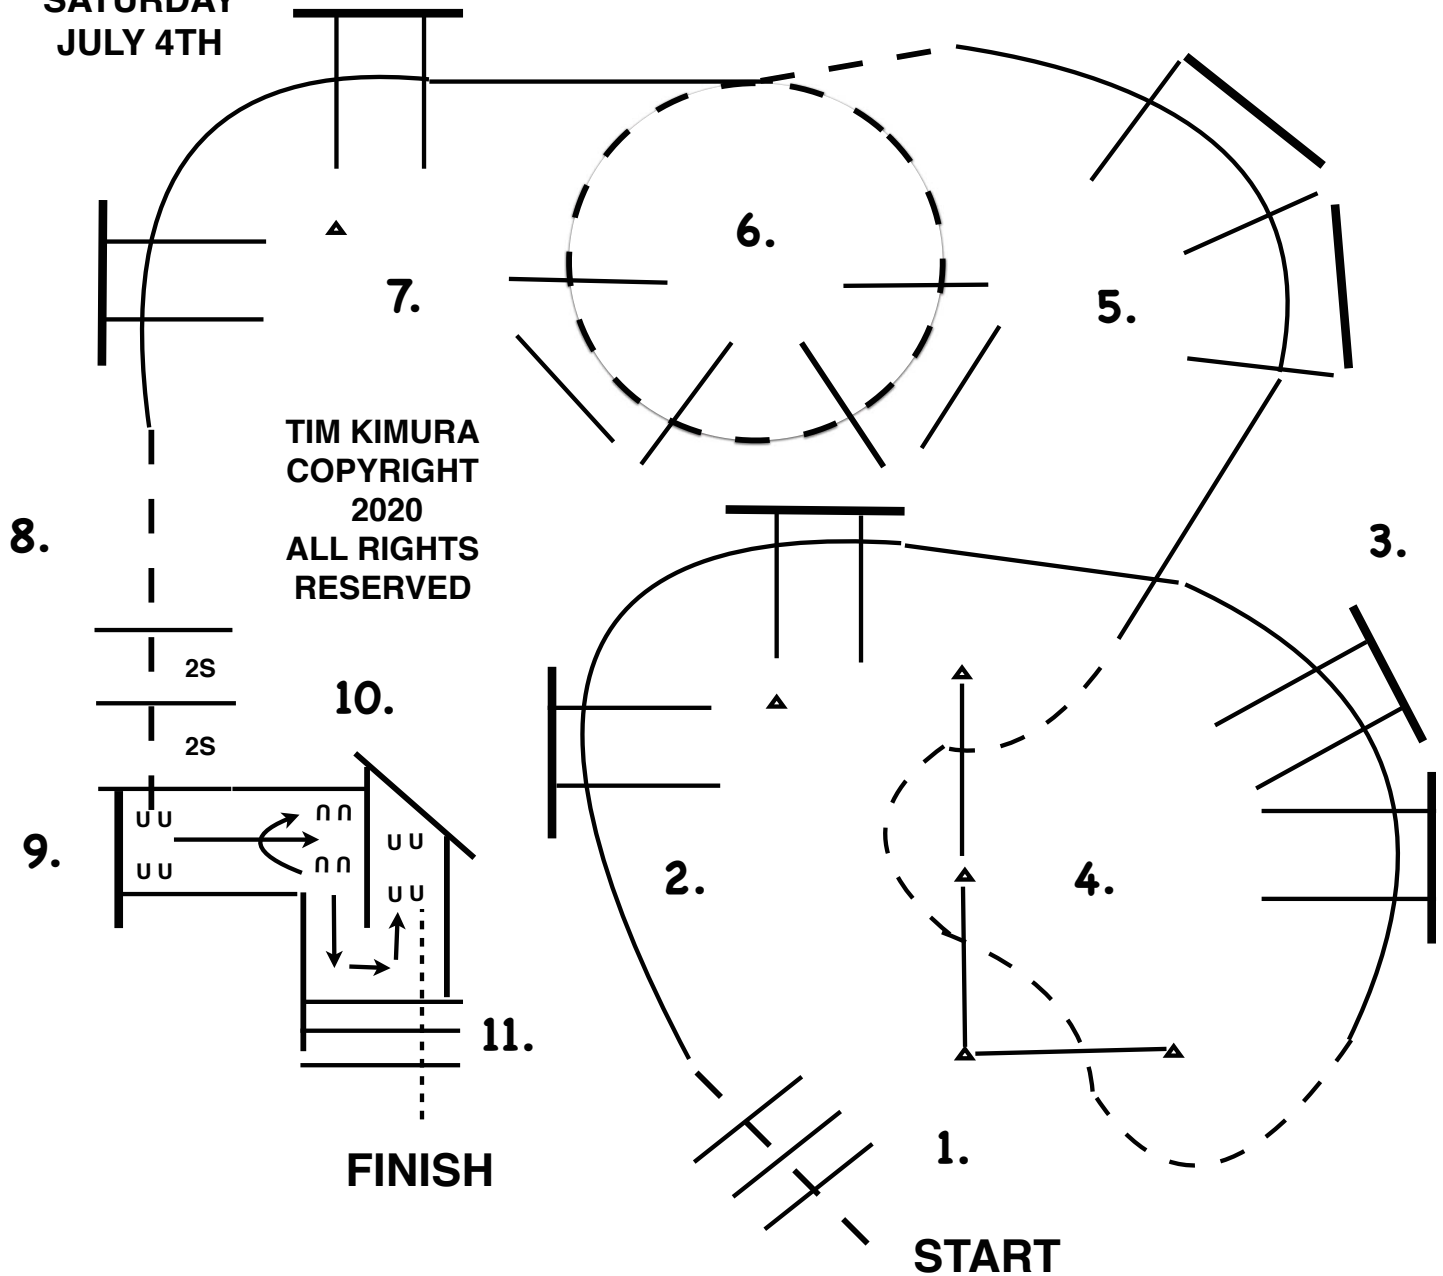 SATURDAY
JULY 4TH
6.
7.
5.
TIM KIMURA
COPYRIGHT
2020
ALL RIGHTS
RESERVED
8.
3.
2S
10.
2S
U U
∩ ∩
U U
9.
U U
∩ ∩
U U
2.
4.
11.
1.
FINISH
START